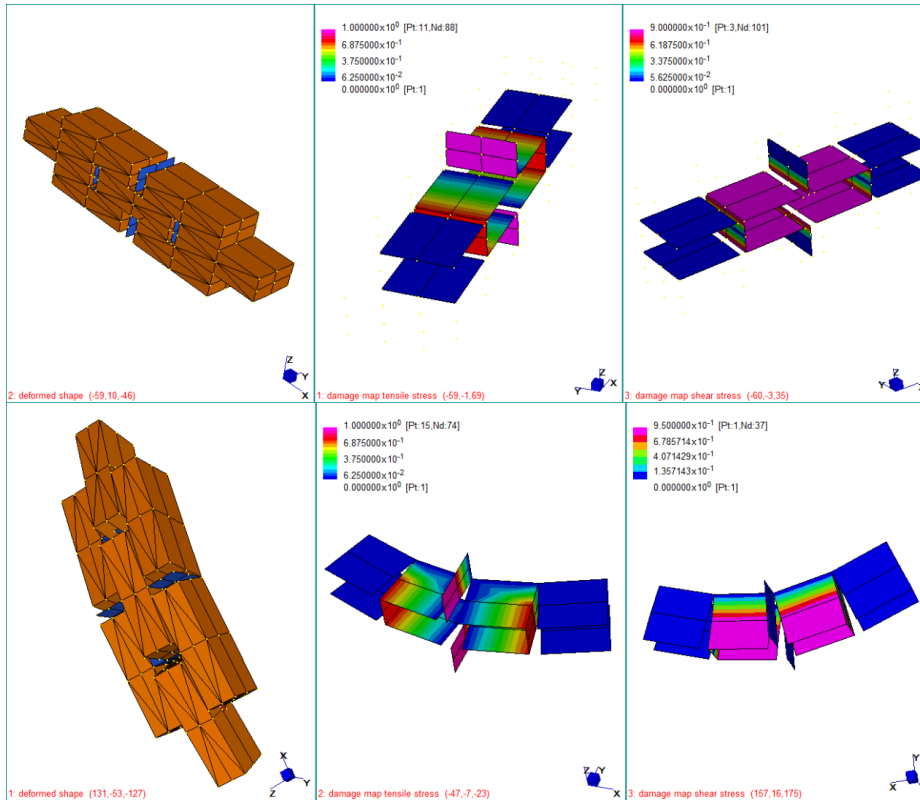 1.000000x10⁰ [Pt:11,Nd:88]
6.875000x10⁻¹
3.750000x10⁻¹
6.250000x10⁻²
0.000000x10⁰ [Pt:1]
9.000000x10⁻¹ [Pt:3,Nd:101]
6.187500x10⁻¹
3.375000x10⁻¹
5.625000x10⁻²
0.000000x10⁰ [Pt:1]
Z
Y
X
Z
X
Y
Z
X
Y
2: deformed shape (-59,10,-46)
1: damage map tensile stress (-59,-1,69)
3: damage map shear stress (-60,-3,35)
1.000000x10⁰ [Pt:15,Nd:74]
6.875000x10⁻¹
3.750000x10⁻¹
6.250000x10⁻²
0.000000x10⁰ [Pt:1]
9.500000x10⁻¹ [Pt:1,Nd:37]
6.785714x10⁻¹
4.071429x10⁻¹
1.357143x10⁻¹
0.000000x10⁰ [Pt:1]
X
Y
Z
Z
Y
X
Z
Y
X
1: deformed shape (131,-53,-127)
2: damage map tensile stress (-47,-7,-23)
3: damage map shear stress (157,16,175)